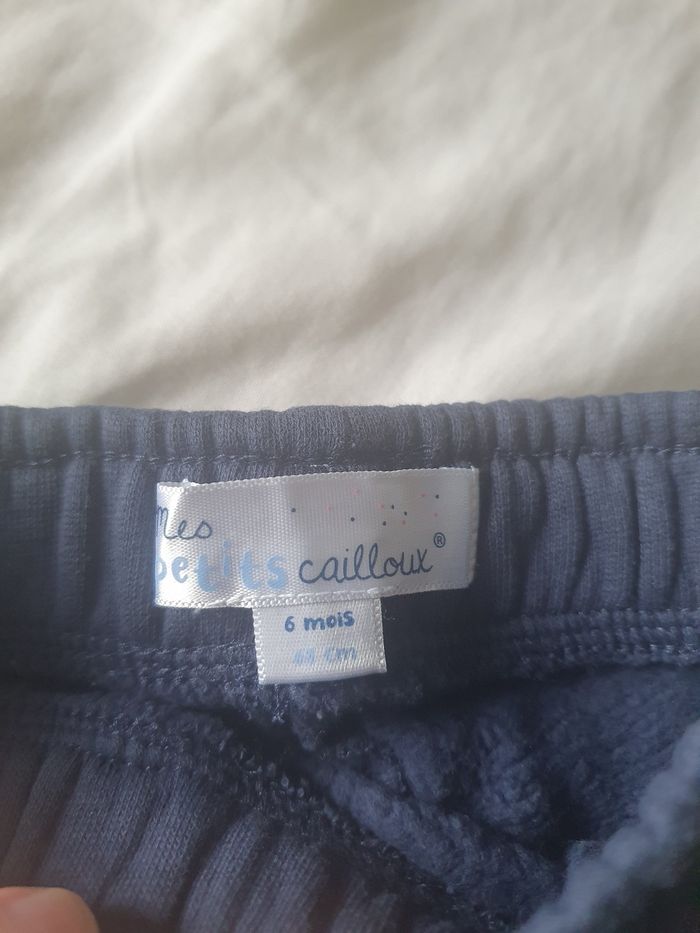 Mes
petits cailloux®
6 mois
cm